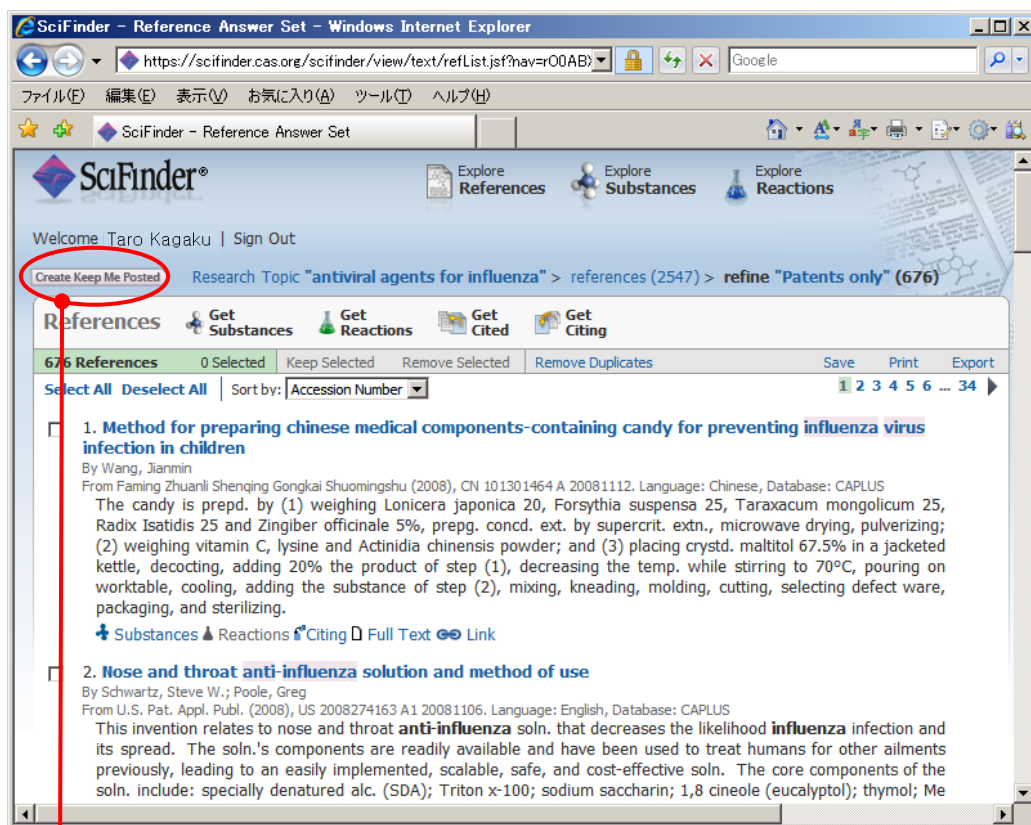 SciFinder - Reference Answer Set - Windows Internet Explorer
https://scifinder.cas.org/scifinder/view/text/refList.jsf?nav=rO0AB
Google
ファイル(F) 編集(E) 表示(V) お気に入り(A) ツール(T) ヘルプ(H)
SciFinder - Reference Answer Set
SciFinder®
Explore References
Explore Substances
Explore Reactions
Welcome Taro Kagaku | Sign Out
Create Keep Me Posted
Research Topic "antiviral agents for influenza" > references (2547) > refine "Patents only" (676)
References
Get Substances
Get Reactions
Get Cited
Get Citing
676 References 0 Selected Keep Selected Remove Selected Remove Duplicates Save Print Export
Select All Deselect All Sort by: Accession Number 1 2 3 4 5 6 ... 34
1. Method for preparing chinese medical components-containing candy for preventing influenza virus
infection in children
By Wang, Jianmin
From Faming Zhuanli Shenqing Gongkai Shuomingshu (2008), CN 101301464 A 20081112. Language: Chinese, Database: CAPLUS
The candy is prepd. by (1) weighing Lonicera japonica 20, Forsythia suspensa 25, Taraxacum mongolicum 25,
Radix Isatidis 25 and Zingiber officinale 5%, prepg. concd. ext. by supercrit. extn., microwave drying, pulverizing;
(2) weighing vitamin C, lysine and Actinidia chinensis powder; and (3) placing crystd. maltitol 67.5% in a jacketed
kettle, decocting, adding 20% the product of step (1), decreasing the temp. while stirring to 70ºC, pouring on
worktable, cooling, adding the substance of step (2), mixing, kneading, molding, cutting, selecting defect ware,
packaging, and sterilizing.
Substances Reactions Citing Full Text Link
2. Nose and throat anti-influenza solution and method of use
By Schwartz, Steve W.; Poole, Greg
From U.S. Pat. Appl. Publ. (2008), US 2008274163 A1 20081106. Language: English, Database: CAPLUS
This invention relates to nose and throat anti-influenza soln. that decreases the likelihood influenza infection and
its spread. The soln.'s components are readily available and have been used to treat humans for other ailments
previously, leading to an easily implemented, scalable, safe, and cost-effective soln. The core components of the
soln. include: specially denatured alc. (SDA); Triton x-100; sodium saccharin; 1,8 cineole (eucalyptol); thymol; Me